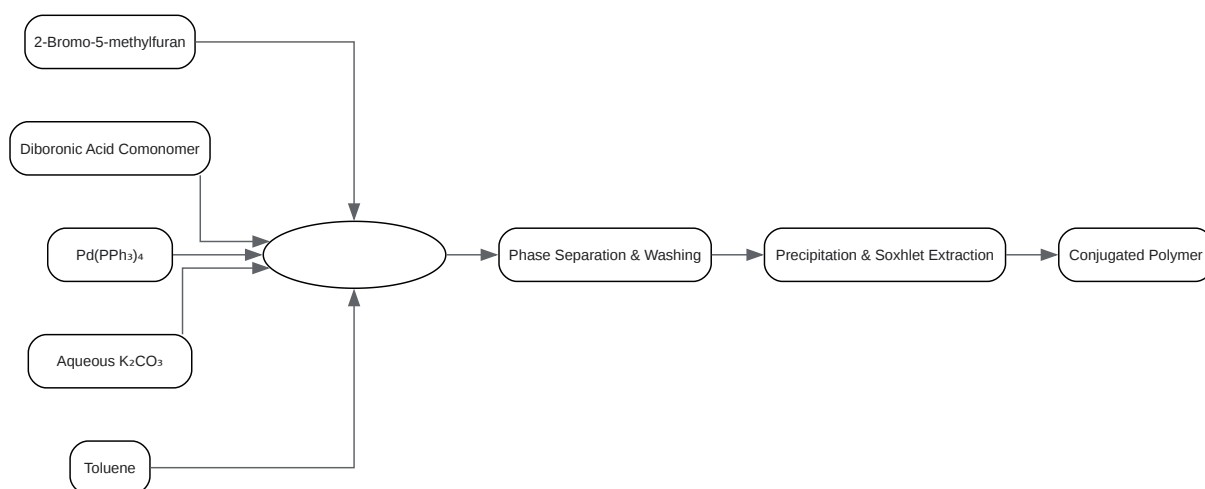 2-Bromo-5-methylfuran
Diboronic Acid Comonomer
Pd(PPh₃)₄
Phase Separation & Washing
Precipitation & Soxhlet Extraction
Conjugated Polymer
Aqueous K₂CO₃
Toluene